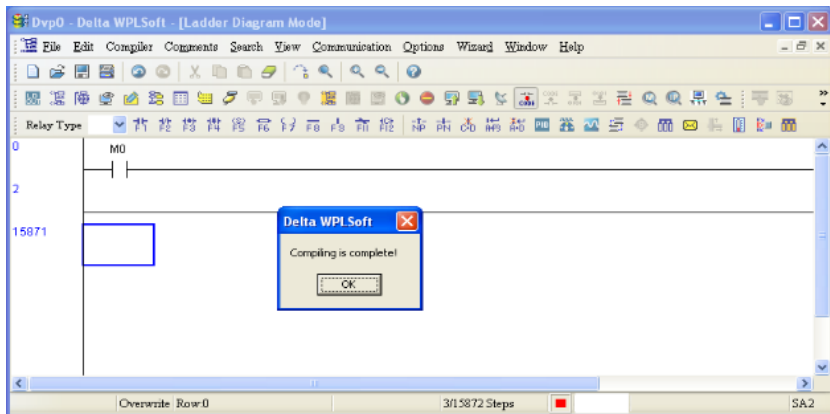 Dvp0 - Delta WPLSoft - [Ladder Diagram Mode]
File Edit Compiler Comments Search View Communication Options Wizard Window Help
Relay Type
0
M0
2
15871
Delta WPLSoft
Compiling is complete!
OK
Overwrite Row:0 3/15872 Steps SA2